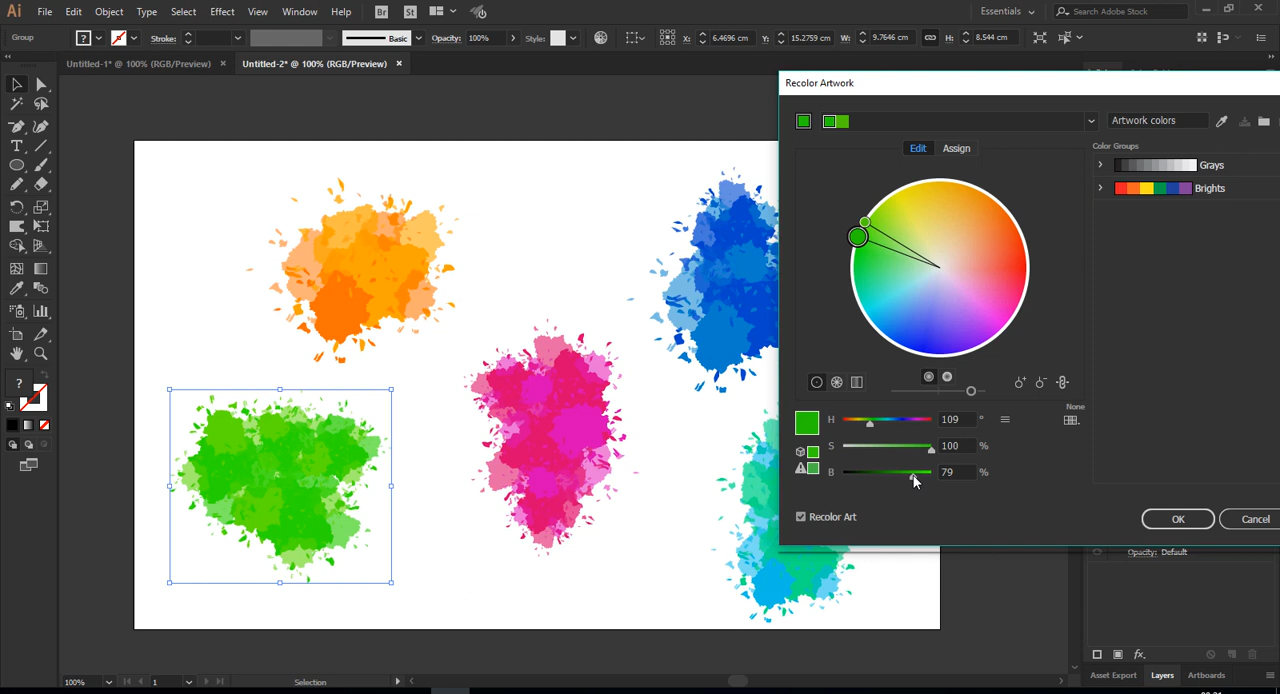 Ai File Edit Object Type Select Effect View Window Help Br St Essentials Search Adobe Stock
Group ? Stroke: Basic Opacity: 100% Style: X: 6.4696 cm Y: 15.2759 cm W: 9.7646 cm H: 8.544 cm
Untitled-1* @ 100% (RGB/Preview) × Untitled-2* @ 100% (RGB/Preview) ×
Recolor Artwork
Artwork colors
Edit Assign
Color Groups
Grays
Brights
None
H 109 °
S 100 %
B 79 %
Recolor Art
OK Cancel
?
Opacity: Default
fx.
100% 1 Selection
Asset Export Layers Artboards